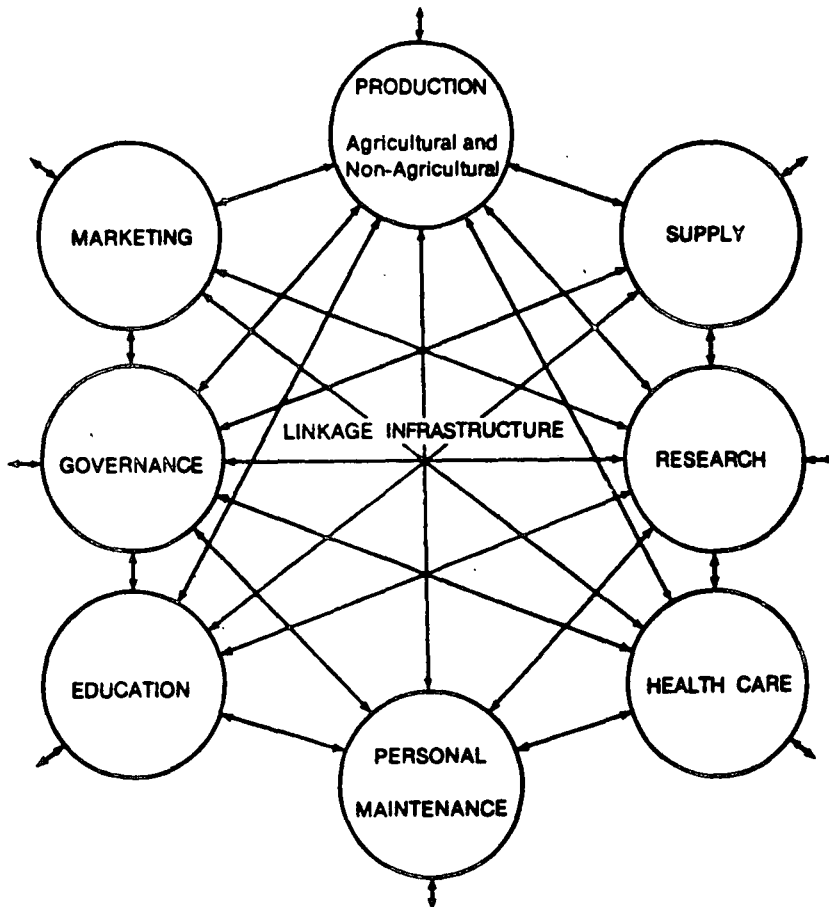 PRODUCTION
Agricultural and
Non-Agricultural
MARKETING
SUPPLY
LINKAGE INFRASTRUCTURE
GOVERNANCE
RESEARCH
EDUCATION
HEALTH CARE
PERSONAL
MAINTENANCE